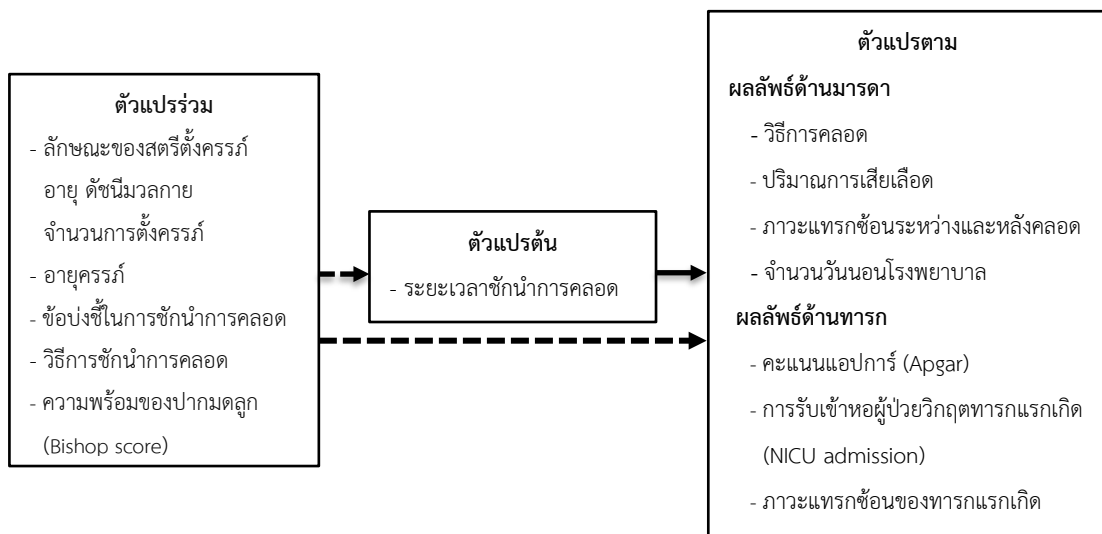 ตัวแปรร่วม
- ลักษณะของสตรีตั้งครรภ์
อายุ ดัชนีมวลกาย
จำนวนการตั้งครรภ์
- อายุครรภ์
- ข้อบ่งชี้ในการชักนำการคลอด
- วิธีการชักนำการคลอด
- ความพร้อมของปากมดลูก
(Bishop score)
ตัวแปรต้น
- ระยะเวลาชักนำการคลอด
ตัวแปรตาม
ผลลัพธ์ด้านมารดา
- วิธีการคลอด
- ปริมาณการเสียเลือด
- ภาวะแทรกซ้อนระหว่างและหลังคลอด
- จำนวนวันนอนโรงพยาบาล
ผลลัพธ์ด้านทารก
- คะแนนแอปการ์ (Apgar)
- การรับเข้าหอผู้ป่วยวิกฤตทารกแรกเกิด
(NICU admission)
- ภาวะแทรกซ้อนของทารกแรกเกิด